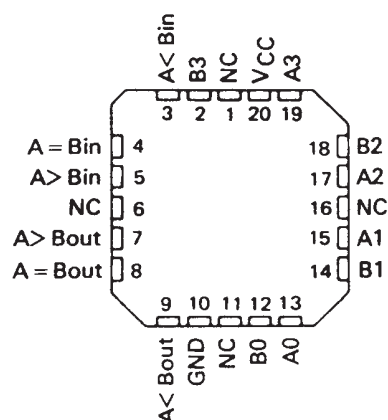 A< Bin
B3
NC
VCC
A3
3 2 1 20 19
A = Bin 4
A> Bin 5
NC 6
A> Bout 7
A = Bout 8
18 B2
17 A2
16 NC
15 A1
14 B1
9 10 11 12 13
A< Bout
GND
NC
B0
A0